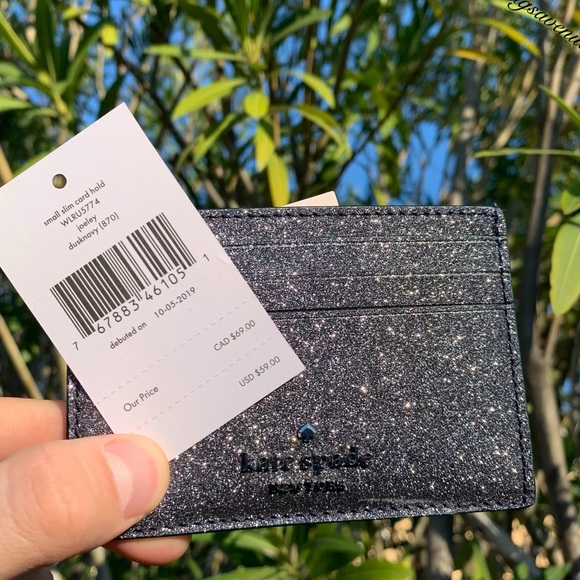 small slim card hold
WLRU5774
joeley
dusknavy (870)
7 67883 46105 1
debuted on 10-05-2019
CAD $69.00
Our Price USD $59.00
kate spade
NEW YORK